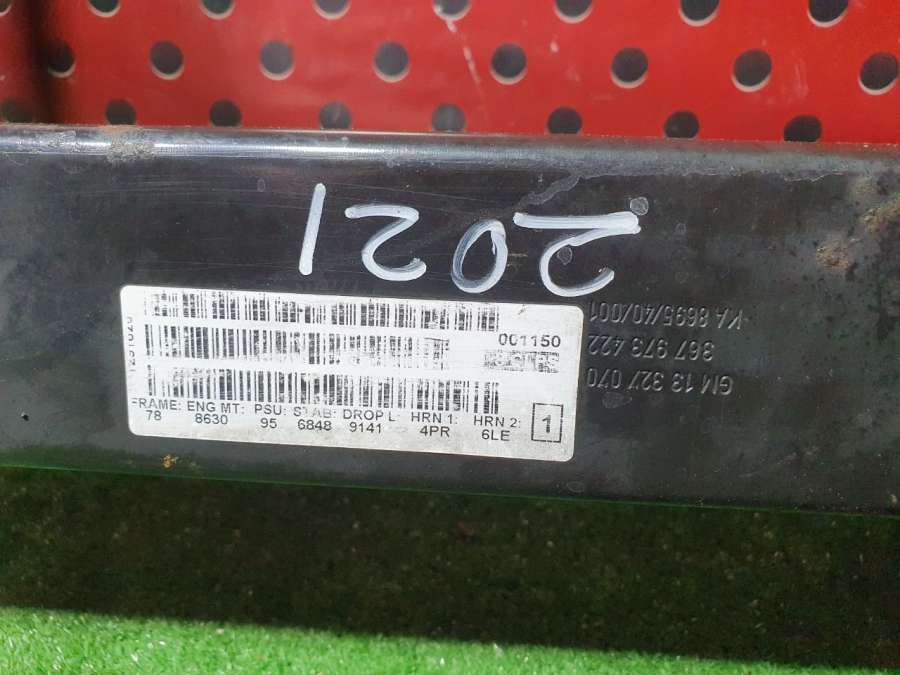 2021
GM 13 327 070
367 973 422
KA 8695/40/001
001150
FRAME: ENG MT: PSU: STAB: DROP L: HRN 1: HRN 2:
78 8630 95 6848 9141 4PR 6LE
1